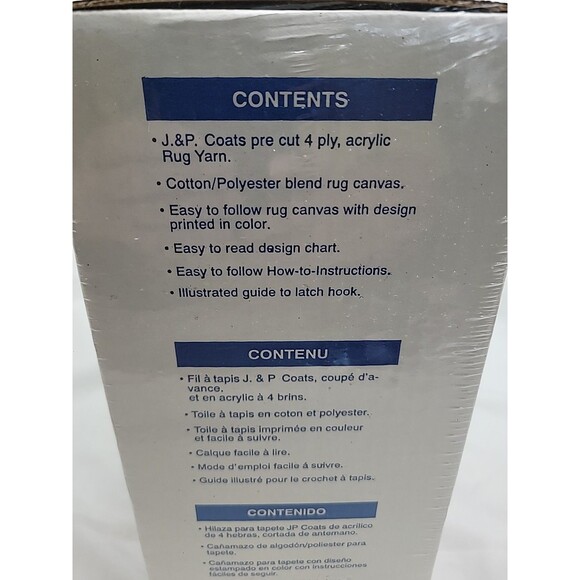 CONTENTS
• J.&P. Coats pre cut 4 ply, acrylic
Rug Yarn.
• Cotton/Polyester blend rug canvas.
• Easy to follow rug canvas with design
printed in color.
• Easy to read design chart.
• Easy to follow How-to-Instructions.
• Illustrated guide to latch hook.
CONTENU
• Fil à tapis J. & P Coats, coupé d'a-
vance.
et en acrylic à 4 brins.
• Toile à tapis en coton et polyester.
• Toile à tapis imprimée en couleur
et facile à suivre.
• Calque facile à lire.
• Mode d'emploi facile à suivre.
• Guide illustré pour le crochet à tapis.
CONTENIDO
• Hilaza para tapete JP Coats de acrílico
de 4 hebras, cortada de antemano.
• Cañamazo de algodón/poliester para
tapete.
• Cañamazo para tapete con diseño
estampado en color con instrucciones
fáciles de seguir.